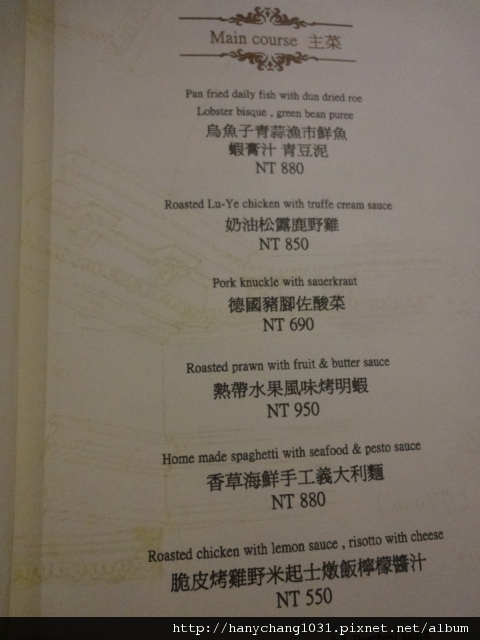 Main course 主菜
Pan fried daily fish with dun dried roe
Lobster bisque , green bean puree
烏魚子青蒜漁市鮮魚
蝦膏汁 青豆泥
NT 880
Roasted Lu-Ye chicken with truffe cream sauce
奶油松露鹿野雞
NT 850
Pork knuckle with sauerkraut
德國豬腳佐酸菜
NT 690
Roasted prawn with fruit & butter sauce
熱帶水果風味烤明蝦
NT 950
Home made spaghetti with seafood & pesto sauce
香草海鮮手工義大利麵
NT 880
Roasted chicken with lemon sauce , risotto with cheese
脆皮烤雞野米起士燉飯檸檬醬汁
NT 550
http://hanychang1031.pixnet.net/album